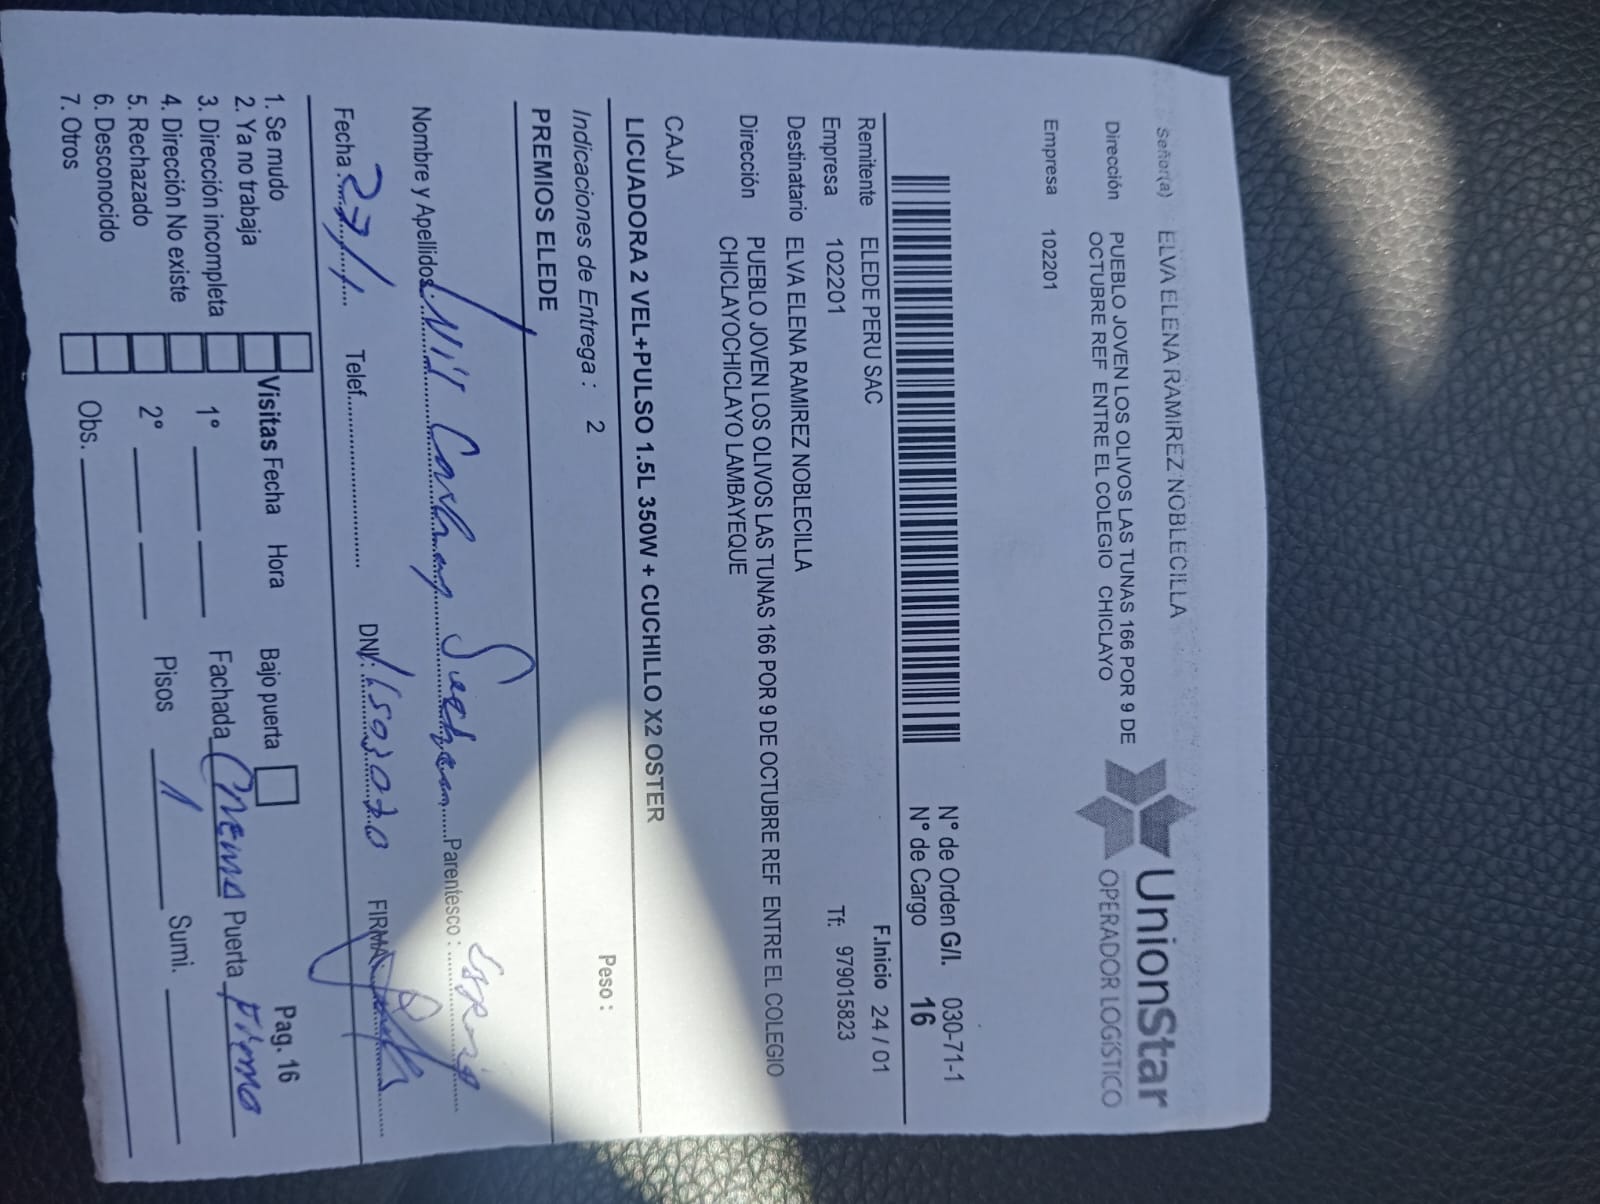 Señor(a) ELVA ELENA RAMIREZ NOBLECILLA
Dirección PUEBLO JOVEN LOS OLIVOS LAS TUNAS 166 POR 9 DE
OCTUBRE REF ENTRE EL COLEGIO CHICLAYO
Empresa 102201
UnionStar
OPERADOR LOGÍSTICO
N° de Orden G/I. 030-71-1
N° de Cargo 16
Remitente ELEDE PERU SAC F.Inicio 24 / 01
Empresa 102201 Tf: 979015823
Destinatario ELVA ELENA RAMIREZ NOBLECILLA
Dirección PUEBLO JOVEN LOS OLIVOS LAS TUNAS 166 POR 9 DE OCTUBRE REF ENTRE EL COLEGIO
CHICLAYOCHICLAYO LAMBAYEQUE
CAJA
LICUADORA 2 VEL+PULSO 1.5L 350W + CUCHILLO X2 OSTER
Indicaciones de Entrega : 2 Peso :
PREMIOS ELEDE
Nombre y Apellidos: Parentesco :
Fecha: 27/1 Telef. DNI: FIRMA
Pag. 16
1. Se mudo
2. Ya no trabaja
3. Dirección incompleta
4. Dirección No existe
5. Rechazado
6. Desconocido
7. Otros
Visitas Fecha Hora Bajo puerta
1° Fachada Crema Puerta
2° Pisos 1 Sumi.
Obs.